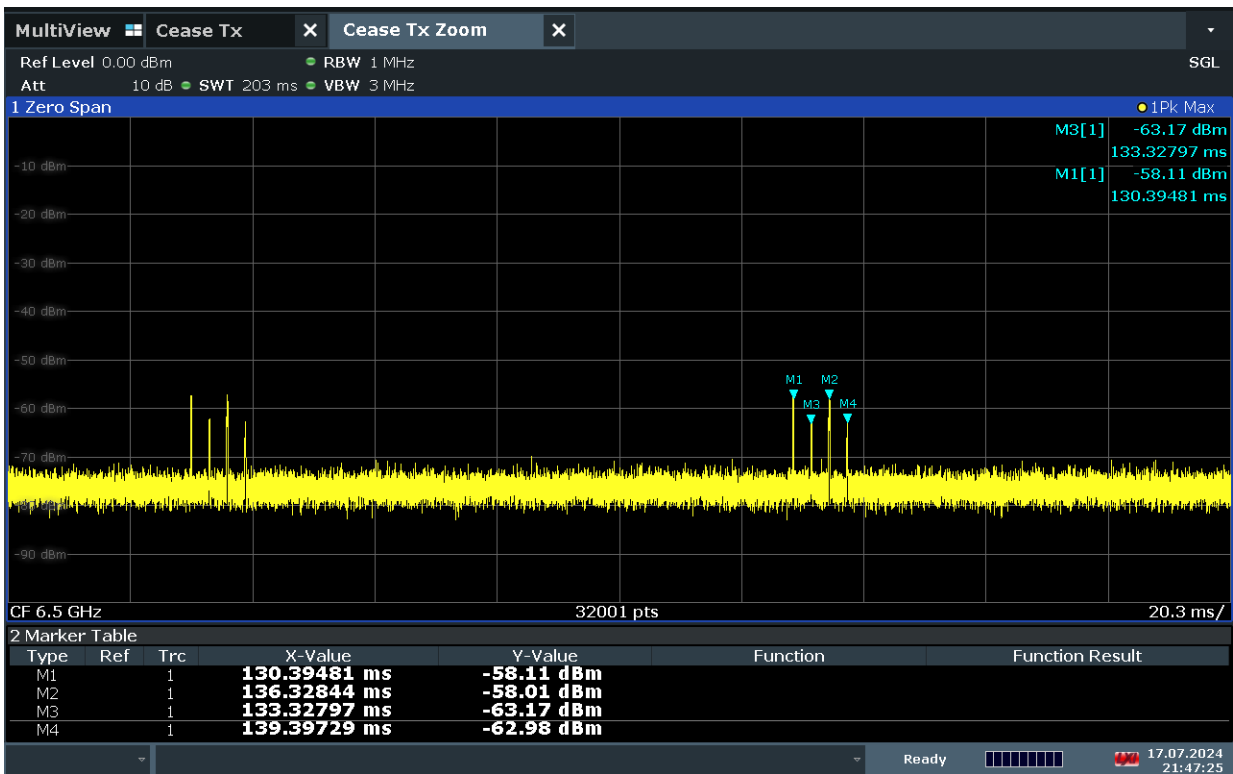 MultiView Cease Tx X Cease Tx Zoom X
Ref Level 0.00 dBm RBW 1 MHz SGL
Att 10 dB SWT 203 ms VBW 3 MHz
1 Zero Span 1Pk Max
M3[1] -63.17 dBm
133.32797 ms
M1[1] -58.11 dBm
130.39481 ms
-10 dBm
-20 dBm
-30 dBm
-40 dBm
-50 dBm
M1 M2
-60 dBm M3 M4
-70 dBm
-90 dBm
CF 6.5 GHz 32001 pts 20.3 ms/
2 Marker Table
Type Ref Trc X-Value Y-Value Function Function Result
M1 1 130.39481 ms -58.11 dBm
M2 1 136.32844 ms -58.01 dBm
M3 1 133.32797 ms -63.17 dBm
M4 1 139.39729 ms -62.98 dBm
Ready 17.07.2024
21:47:25